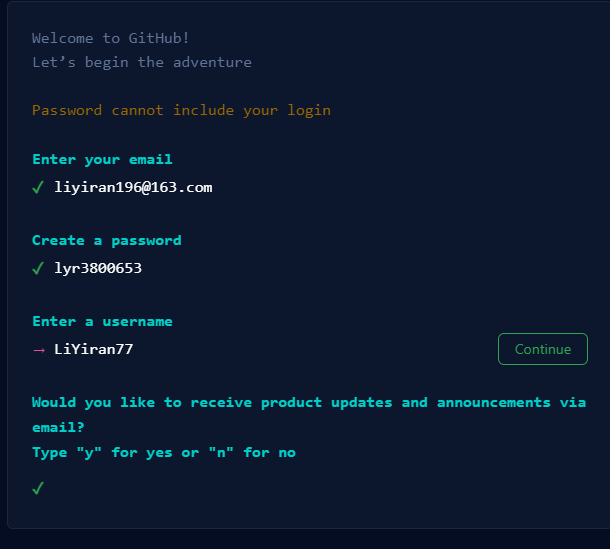 Welcome to GitHub!
Let’s begin the adventure
Password cannot include your login
Enter your email
✓ liyiran196@163.com
Create a password
✓ lyr3800653
Enter a username
→ LiYiran77
Continue
Would you like to receive product updates and announcements via
email?
Type "y" for yes or "n" for no
✓